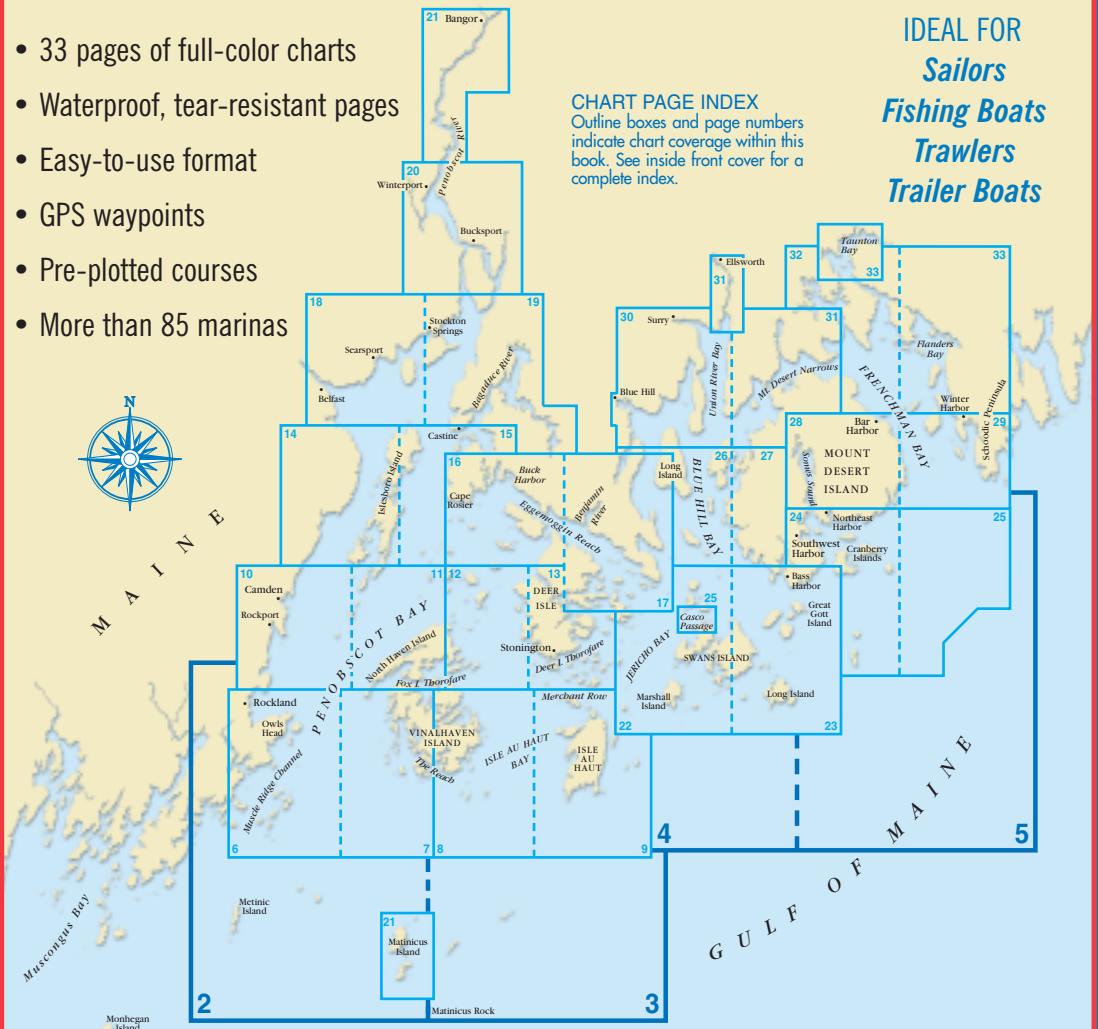 • 33 pages of full-color charts
• Waterproof, tear-resistant pages
• Easy-to-use format
• GPS waypoints
• Pre-plotted courses
• More than 85 marinas
CHART PAGE INDEX
Outline boxes and page numbers
indicate chart coverage within this
book. See inside front cover for a
complete index.
IDEAL FOR
Sailors
Fishing Boats
Trawlers
Trailer Boats
21
Bangor
Penobscot River
20
Winterport
Bucksport
18
19
Stockton
Springs
Searsport
Belfast
Bagaduce River
Castine
N
MAINE
14
15
Islesboro Island
16
Cape
Rosier
Buck
Harbor
Benjamin
River
Eggemoggin Reach
17
Ellsworth
31
30
Surry
Blue Hill
Union River Bay
31
Mt. Desert Narrows
32
Taunton
Bay
33
33
Flanders
Bay
FRENCHMAN BAY
Winter
Harbor
Schoodic Peninsula
28
29
Bar
Harbor
MOUNT
DESERT
ISLAND
Somes Sound
26
27
Long
Island
BLUE HILL BAY
24
25
Northeast
Harbor
Southwest
Harbor
Cranberry
Islands
Bass
Harbor
Great
Gott
Island
25
Casco
Passage
SWANS ISLAND
JERICHO BAY
Marshall
Island
Long Island
22
23
10
11
Camden
Rockport
PENOBSCOT BAY
North Haven Island
Fox I. Thorofare
12
13
DEER
ISLE
Stonington
Deer I. Thorofare
Merchant Row
Rockland
Owls
Head
Muscle Ridge Channel
VINALHAVEN
ISLAND
The Reach
ISLE AU HAUT
BAY
ISLE
AU
HAUT
6
7
8
9
4
5
GULF OF MAINE
Metinic
Island
21
Matinicus
Island
Muscongus Bay
2
3
Matinicus Rock
Monhegan
Island